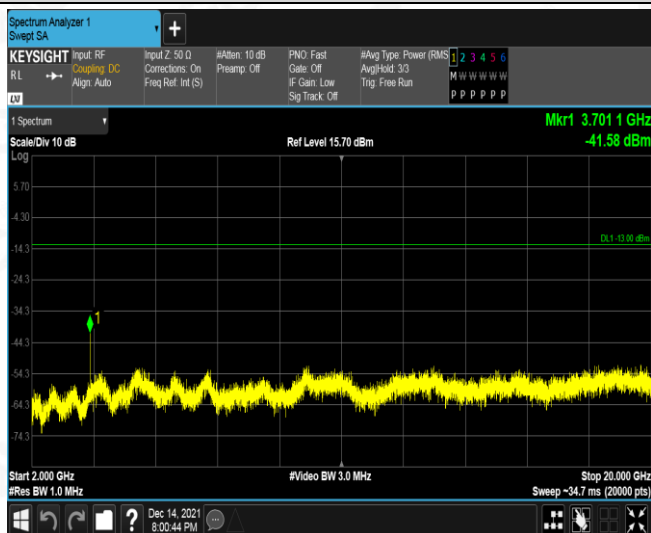 Spectrum Analyzer 1
Swept SA
KEYSIGHT
RL
LXI
Input: RF
Coupling: DC
Align: Auto
Input Z: 50 Ω
Corrections: On
Freq Ref: Int (S)
#Atten: 10 dB
Preamp: Off
PNO: Fast
Gate: Off
IF Gain: Low
Sig Track: Off
#Avg Type: Power (RMS
Avg|Hold: 3/3
Trig: Free Run
1 2 3 4 5 6
M W W W W W
P P P P P P
1 Spectrum
Scale/Div 10 dB
Ref Level 15.70 dBm
Mkr1 3.701 1 GHz
-41.58 dBm
Log
5.70
-4.30
DL1 -13.00 dBm
-14.3
-24.3
-34.3
1
-44.3
-54.3
-64.3
-74.3
Start 2.000 GHz
#Res BW 1.0 MHz
#Video BW 3.0 MHz
Stop 20.000 GHz
Sweep ~34.7 ms (20000 pts)
?
Dec 14, 2021
8:00:44 PM